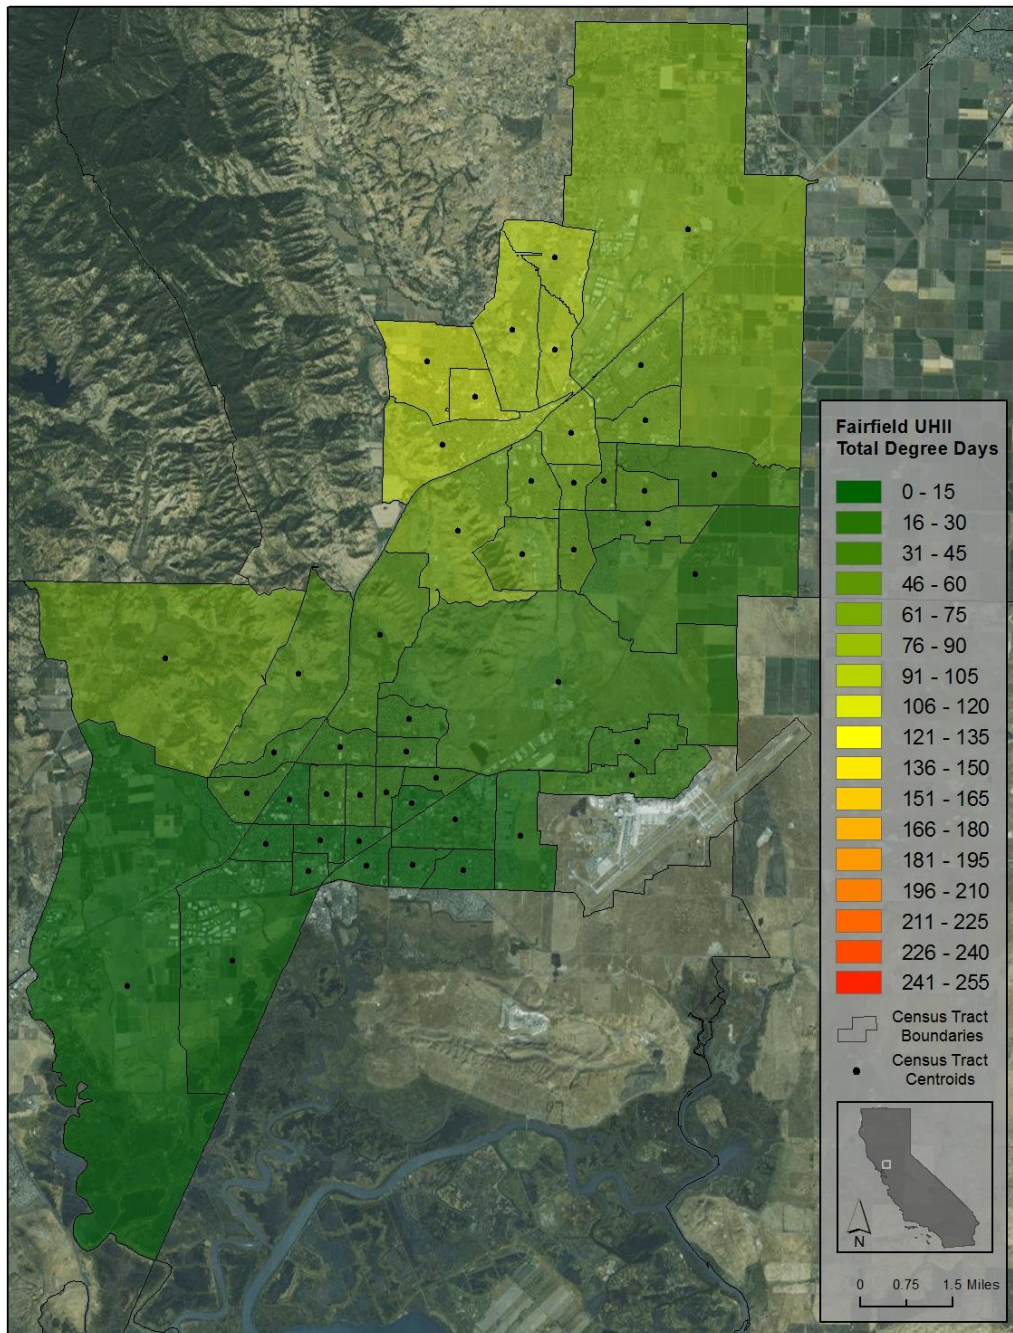 Fairfield UHII
Total Degree Days
0 - 15
16 - 30
31 - 45
46 - 60
61 - 75
76 - 90
91 - 105
106 - 120
121 - 135
136 - 150
151 - 165
166 - 180
181 - 195
196 - 210
211 - 225
226 - 240
241 - 255
Census Tract
Boundaries
Census Tract
Centroids
N
0 0.75 1.5 Miles